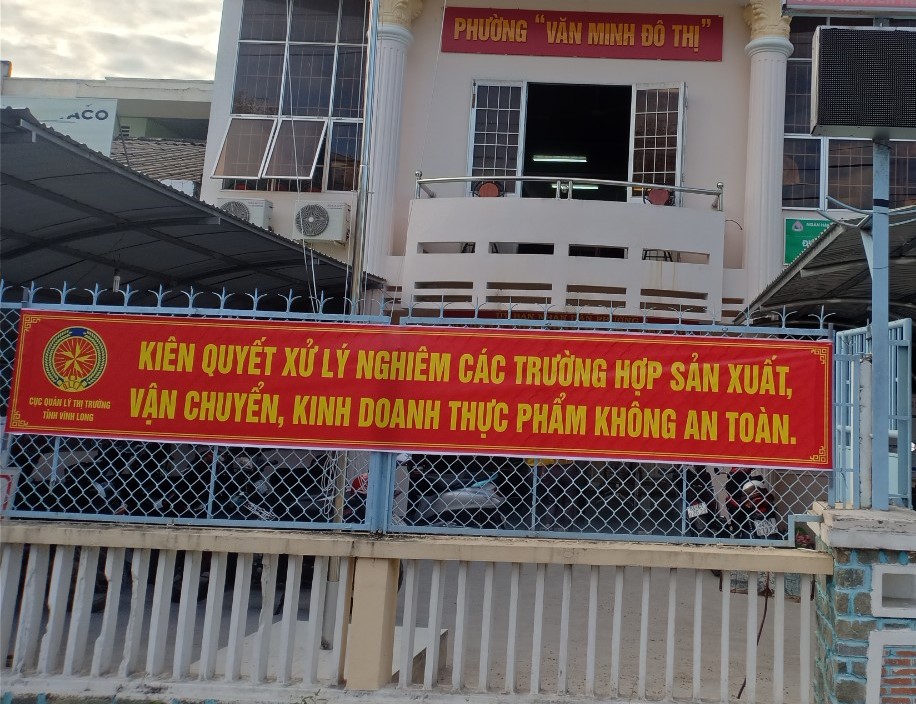 PHƯỜNG "VĂN MINH ĐÔ THỊ"
ACO
KIÊN QUYẾT XỬ LÝ NGHIÊM CÁC TRƯỜNG HỢP SẢN XUẤT,
VẬN CHUYỂN, KINH DOANH THỰC PHẨM KHÔNG AN TOÀN.
CỤC QUẢN LÝ THỊ TRƯỜNG
TỈNH VĨNH LONG